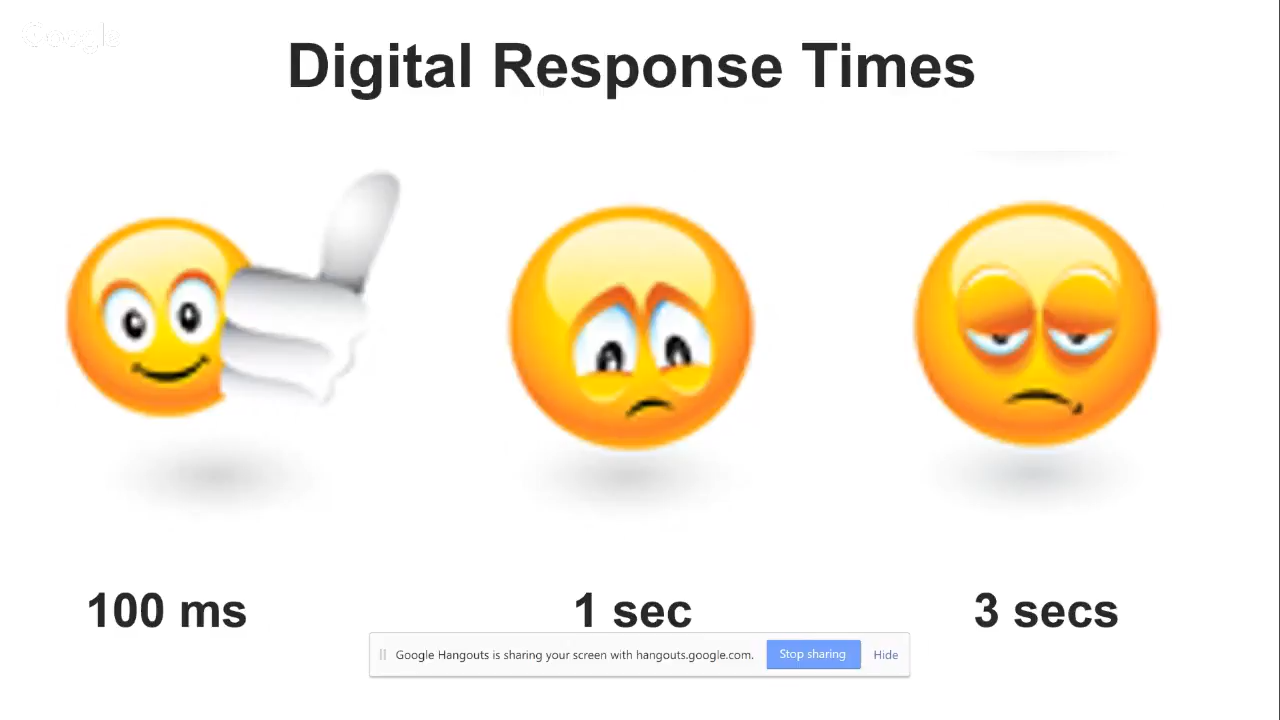 Google
Digital Response Times
100 ms
1 sec
3 secs
Google Hangouts is sharing your screen with hangouts.google.com.
Stop sharing
Hide